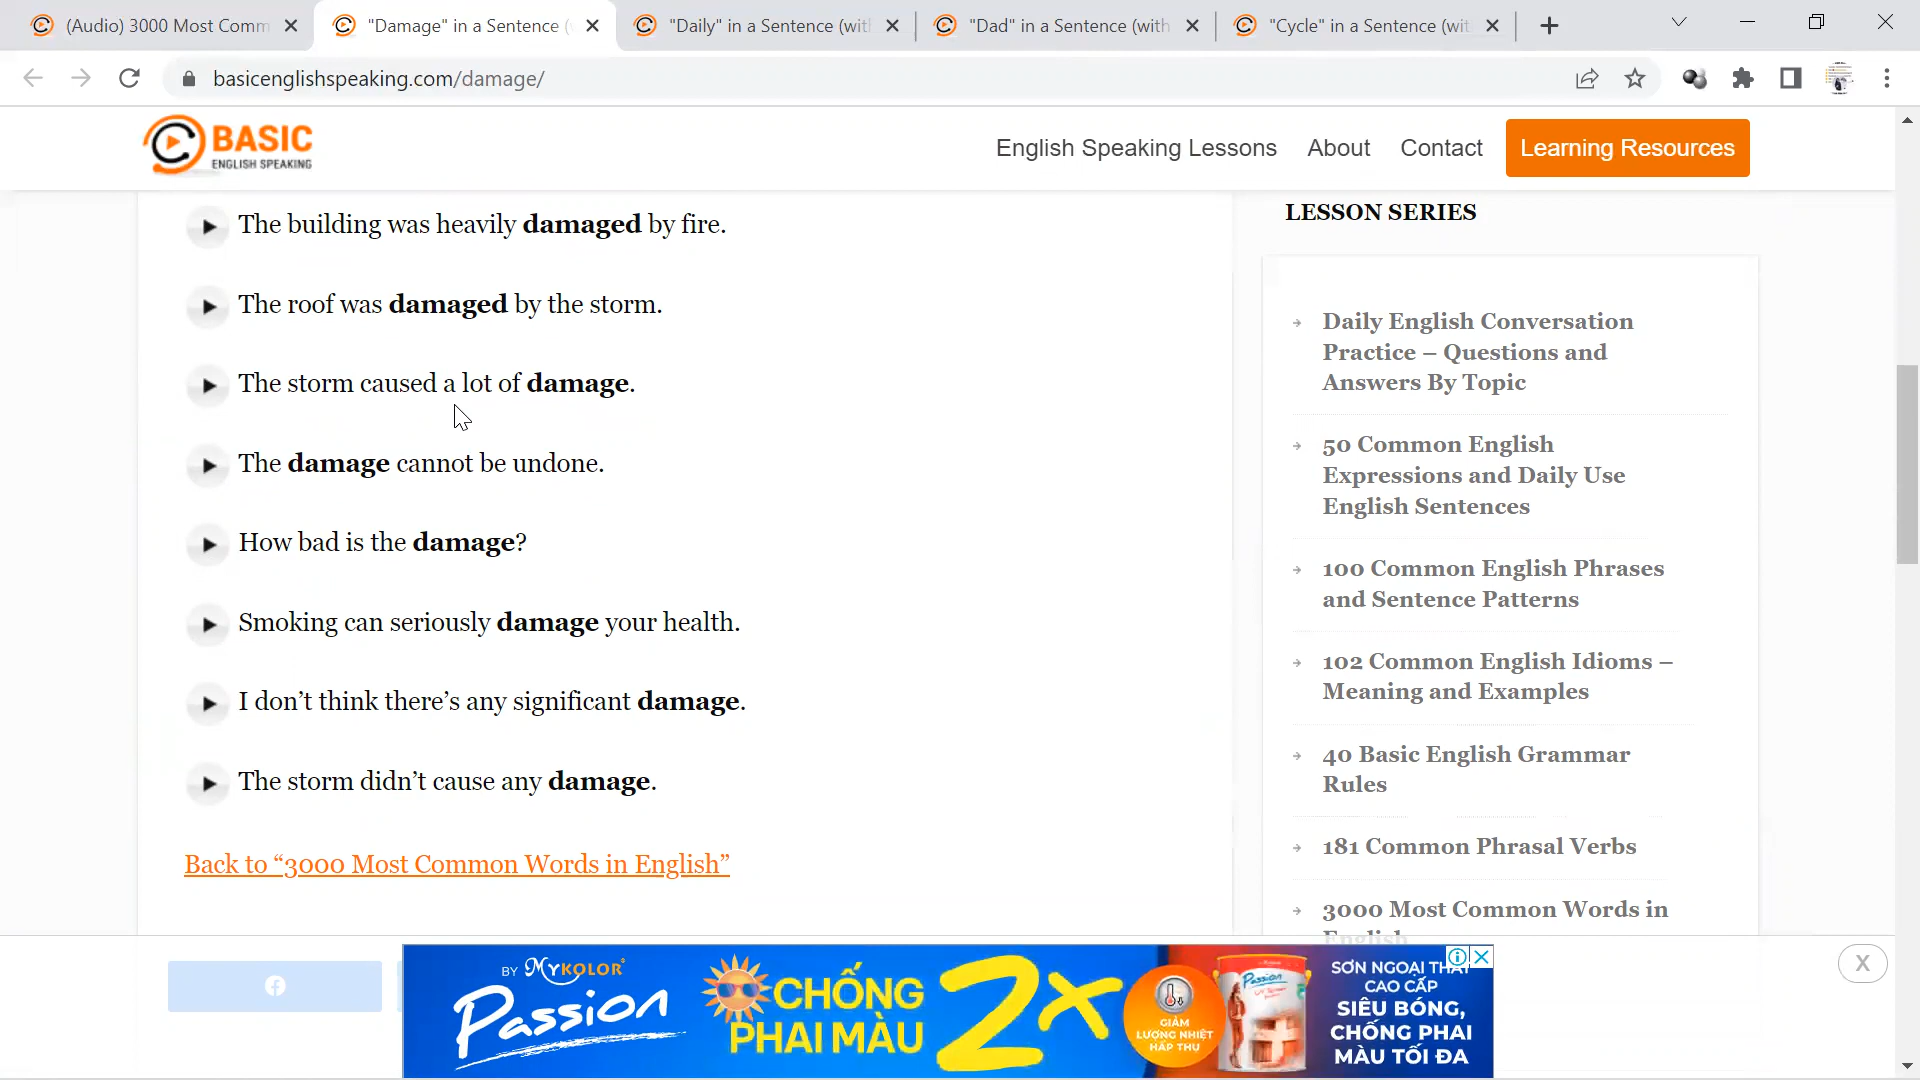 (Audio) 3000 Most Comm
"Damage" in a Sentence (
"Daily" in a Sentence (with
"Dad" in a Sentence (with
"Cycle" in a Sentence (wit
basicenglishspeaking.com/damage/
BASIC
ENGLISH SPEAKING
English Speaking Lessons
About
Contact
Learning Resources
The building was heavily damaged by fire.
The roof was damaged by the storm.
The storm caused a lot of damage.
The damage cannot be undone.
How bad is the damage?
Smoking can seriously damage your health.
I don’t think there’s any significant damage.
The storm didn’t cause any damage.
Back to “3000 Most Common Words in English”
LESSON SERIES
Daily English Conversation
Practice – Questions and
Answers By Topic
50 Common English
Expressions and Daily Use
English Sentences
100 Common English Phrases
and Sentence Patterns
102 Common English Idioms –
Meaning and Examples
40 Basic English Grammar
Rules
181 Common Phrasal Verbs
3000 Most Common Words in
English
X
BY MYKOLOR
Passion
CHỐNG
PHAI MÀU
2X
GIẢM
LƯỢNG NHIỆT
HẤP THỤ
Passion
SƠN NGOẠI THẤT
CAO CẤP
SIÊU BÓNG,
CHỐNG PHAI
MÀU TỐI ĐA